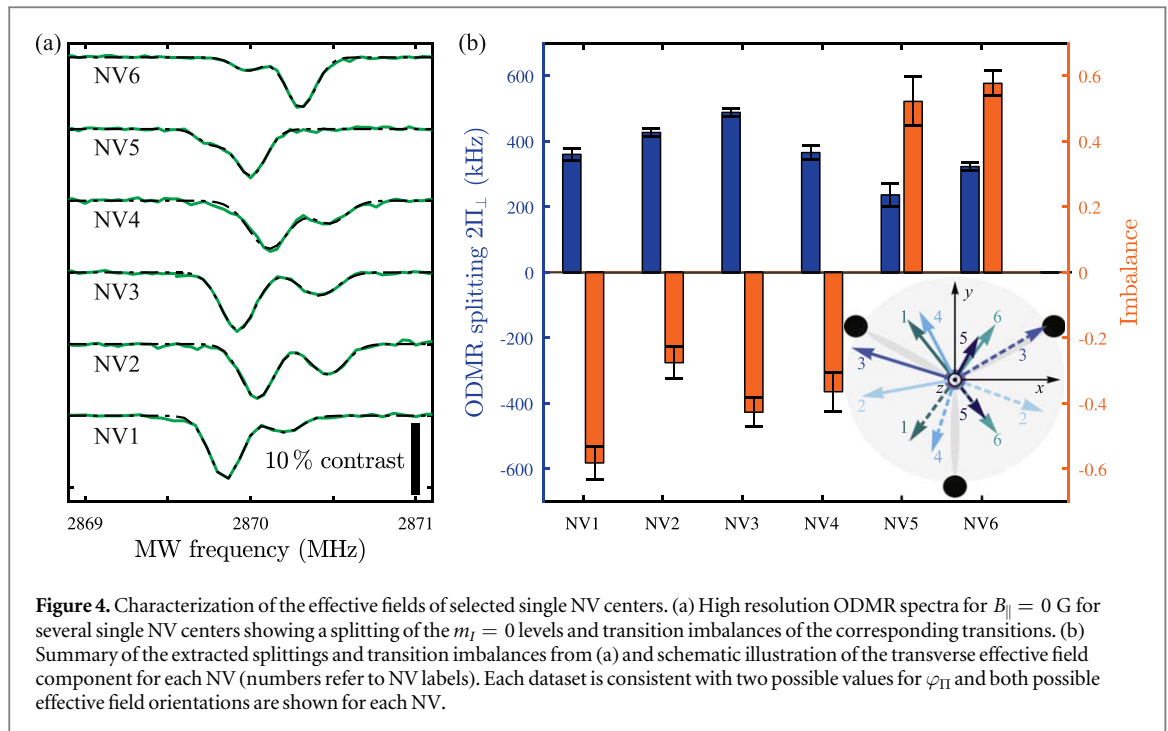 (a)
NV6
NV5
NV4
NV3
NV2
NV1
10 % contrast
2869
2870
2871
MW frequency (MHz)
(b)
ODMR splitting 2Π⊥ (kHz)
600
400
200
0
-200
-400
-600
Imbalance
0.6
0.4
0.2
0
-0.2
-0.4
-0.6
NV1
NV2
NV3
NV4
NV5
NV6
y
1
4
5
6
3
3
z
x
2
2
1
5
4
6
Figure 4. Characterization of the effective fields of selected single NV centers. (a) High resolution ODMR spectra for B∥ = 0 G for
several single NV centers showing a splitting of the mI = 0 levels and transition imbalances of the corresponding transitions. (b)
Summary of the extracted splittings and transition imbalances from (a) and schematic illustration of the transverse effective field
component for each NV (numbers refer to NV labels). Each dataset is consistent with two possible values for φΠ and both possible
effective field orientations are shown for each NV.